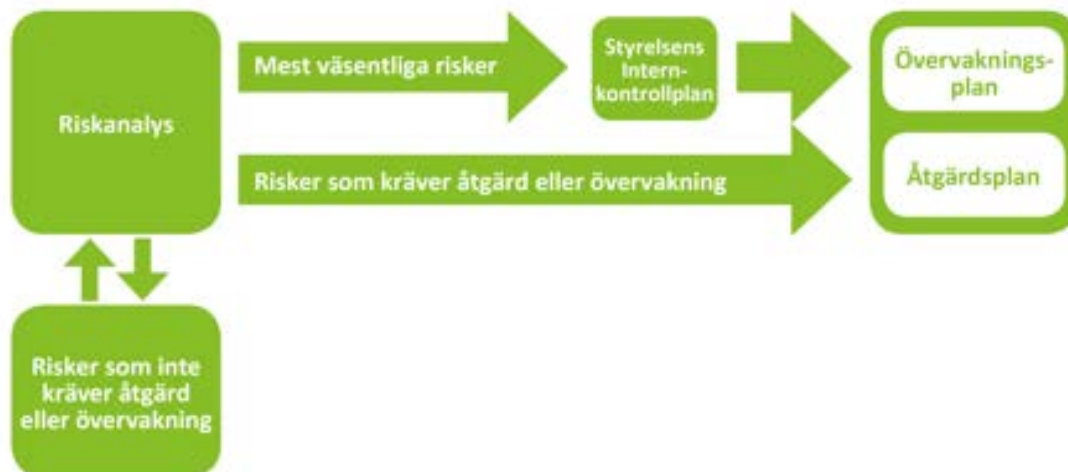 Riskanalys
Mest väsentliga risker
Styrelsens
Intern-
kontrollplan
Övervaknings-
plan
Risker som kräver åtgärd eller övervakning
Åtgärdsplan
Risker som inte
kräver åtgärd
eller övervakning